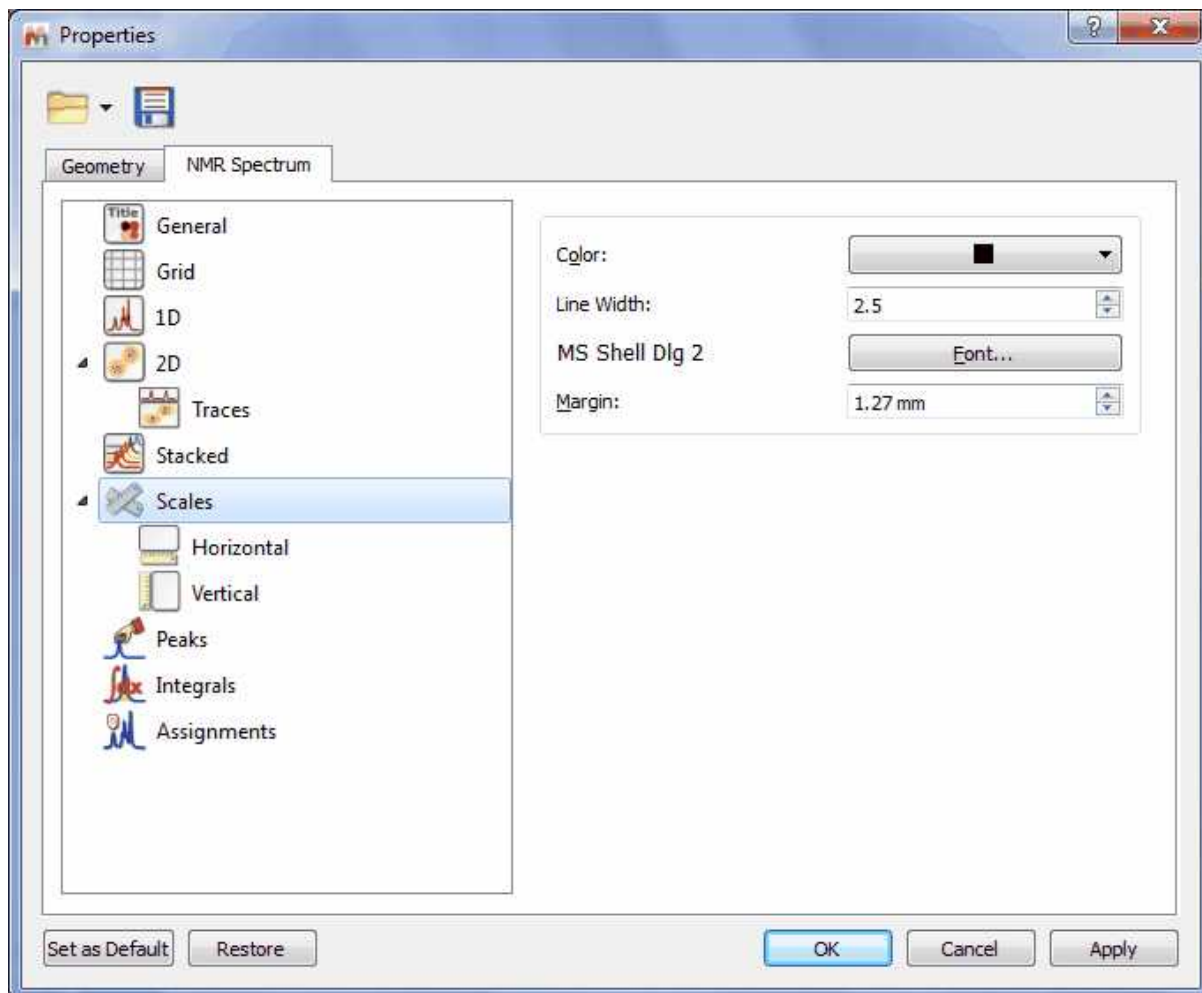 Properties
Geometry
NMR Spectrum
Title
General
Grid
1D
2D
Traces
Stacked
Scales
Horizontal
Vertical
Peaks
Integrals
Assignments
Color:
Line Width: 2.5
MS Shell Dlg 2 Font...
Margin: 1.27 mm
Set as Default Restore OK Cancel Apply